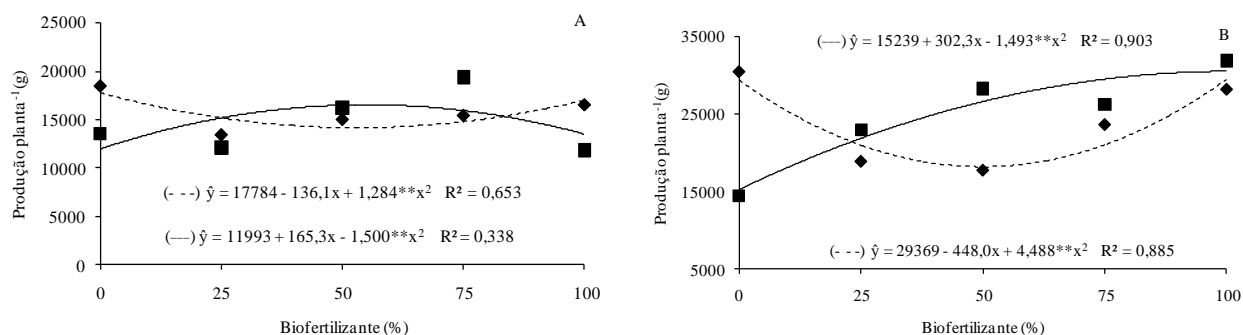 A
Produção planta⁻¹(g)
25000
20000
15000
10000
5000
0
(- - -) ŷ = 17784 - 136,1x + 1,284**x² R² = 0,653
(—) ŷ = 11993 + 165,3x - 1,500**x² R² = 0,338
0 25 50 75 100
Biofertilizante (%)
B
Produção planta⁻¹(g)
35000
25000
15000
5000
(—) ŷ = 15239 + 302,3x - 1,493**x² R² = 0,903
(- - -) ŷ = 29369 - 448,0x + 4,488**x² R² = 0,885
0 25 50 75 100
Biofertilizante (%)